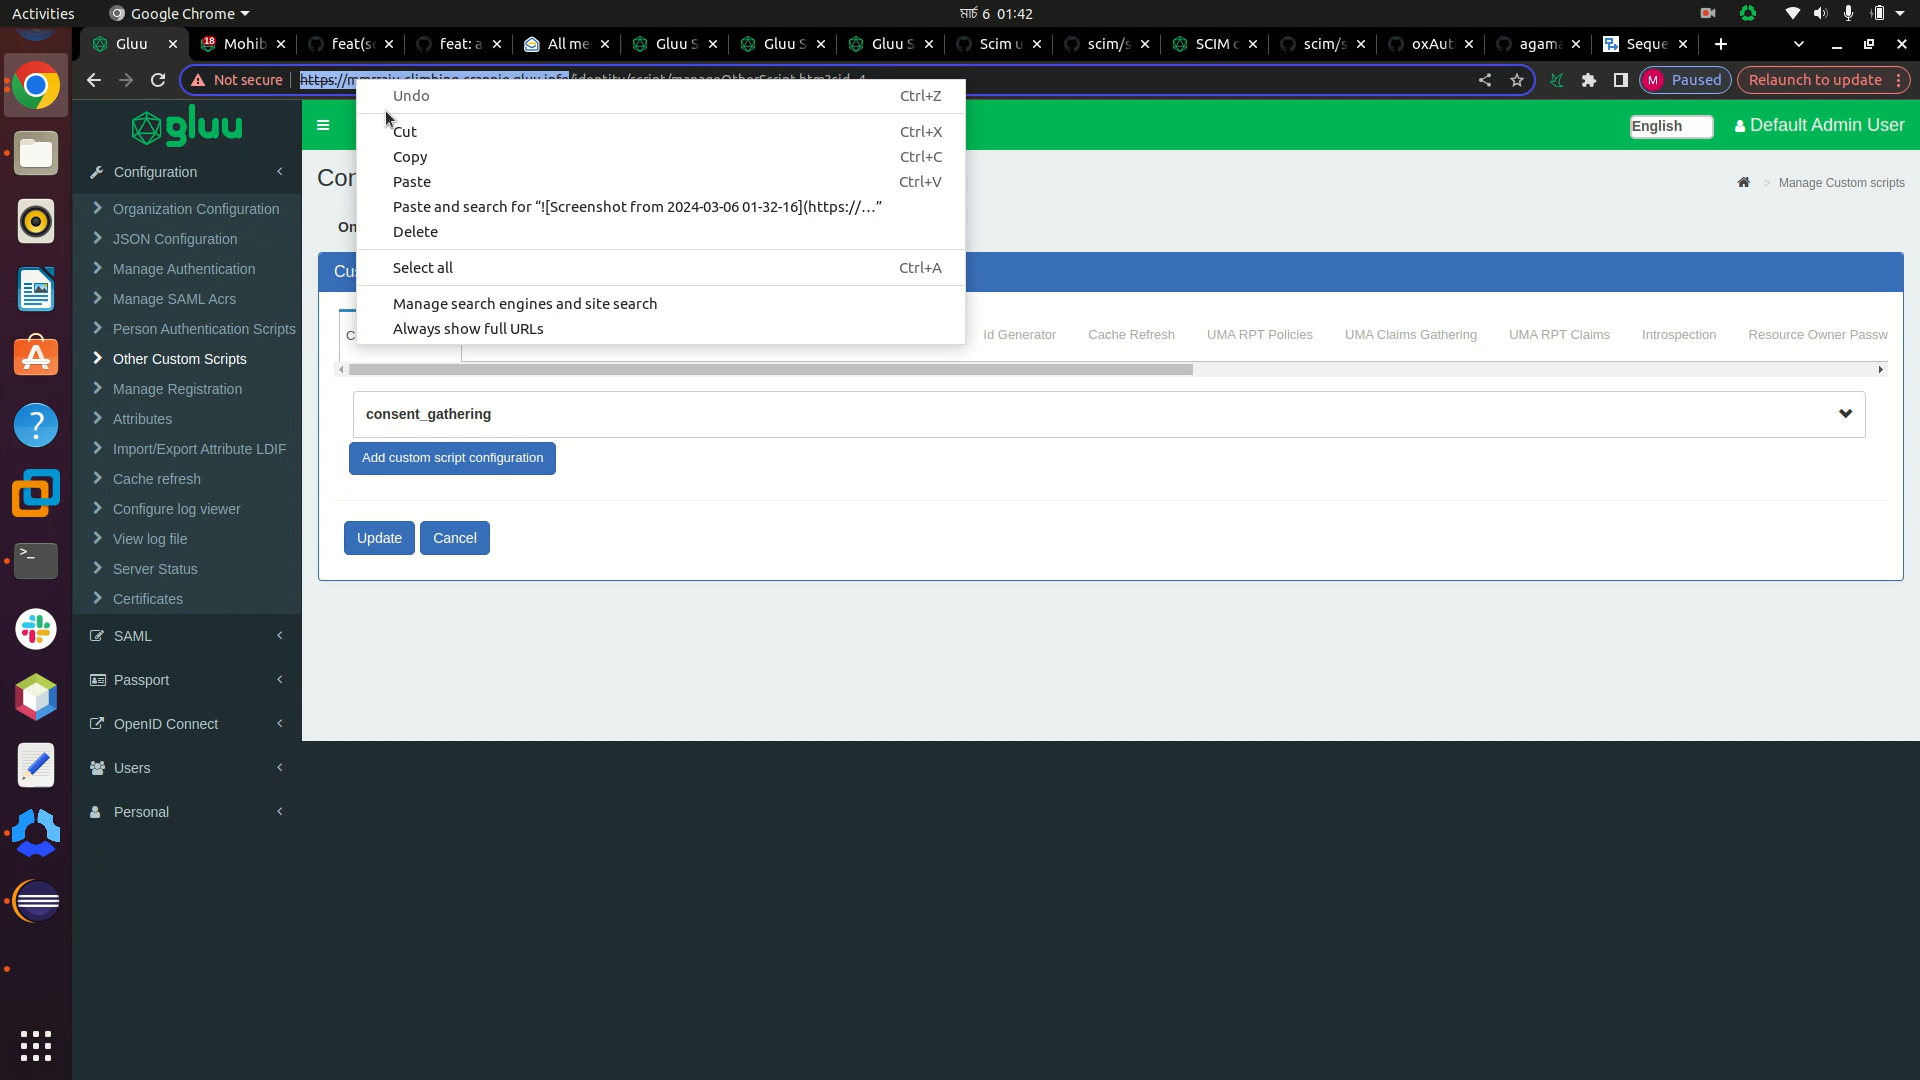 Activities
Google Chrome
মার্চ 6 01:42
Gluu
18
Mohib
feat(s
feat: a
All me
Gluu S
Gluu S
Gluu S
Scim u
scim/s
SCIM c
scim/s
oxAut
agama
Seque
Not secure
Paused
M
Relaunch to update
gluu
English
Default Admin User
Configuration
Organization Configuration
JSON Configuration
Manage Authentication
Manage SAML Acrs
Person Authentication Scripts
Other Custom Scripts
Manage Registration
Attributes
Import/Export Attribute LDIF
Cache refresh
Configure log viewer
View log file
Server Status
Certificates
SAML
Passport
OpenID Connect
Users
Personal
Undo Ctrl+Z
Cut Ctrl+X
Copy Ctrl+C
Paste Ctrl+V
Paste and search for “![Screenshot from 2024-03-06 01-32-16](https://…”
Delete
Select all Ctrl+A
Manage search engines and site search
Always show full URLs
> Manage Custom scripts
Id Generator
Cache Refresh
UMA RPT Policies
UMA Claims Gathering
UMA RPT Claims
Introspection
Resource Owner Passw
consent_gathering
Add custom script configuration
Update
Cancel